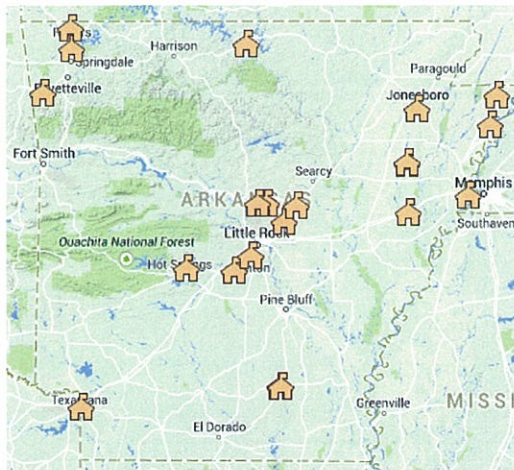 Harrison
Springdale
Paragould
Jonesboro
Fort Smith
Searcy
ARKANSAS
Memphis
Southaven
Little Rock
Ouachita National Forest
Hot Springs
Pine Bluff
Texarkana
Greenville
MISSI
El Dorado